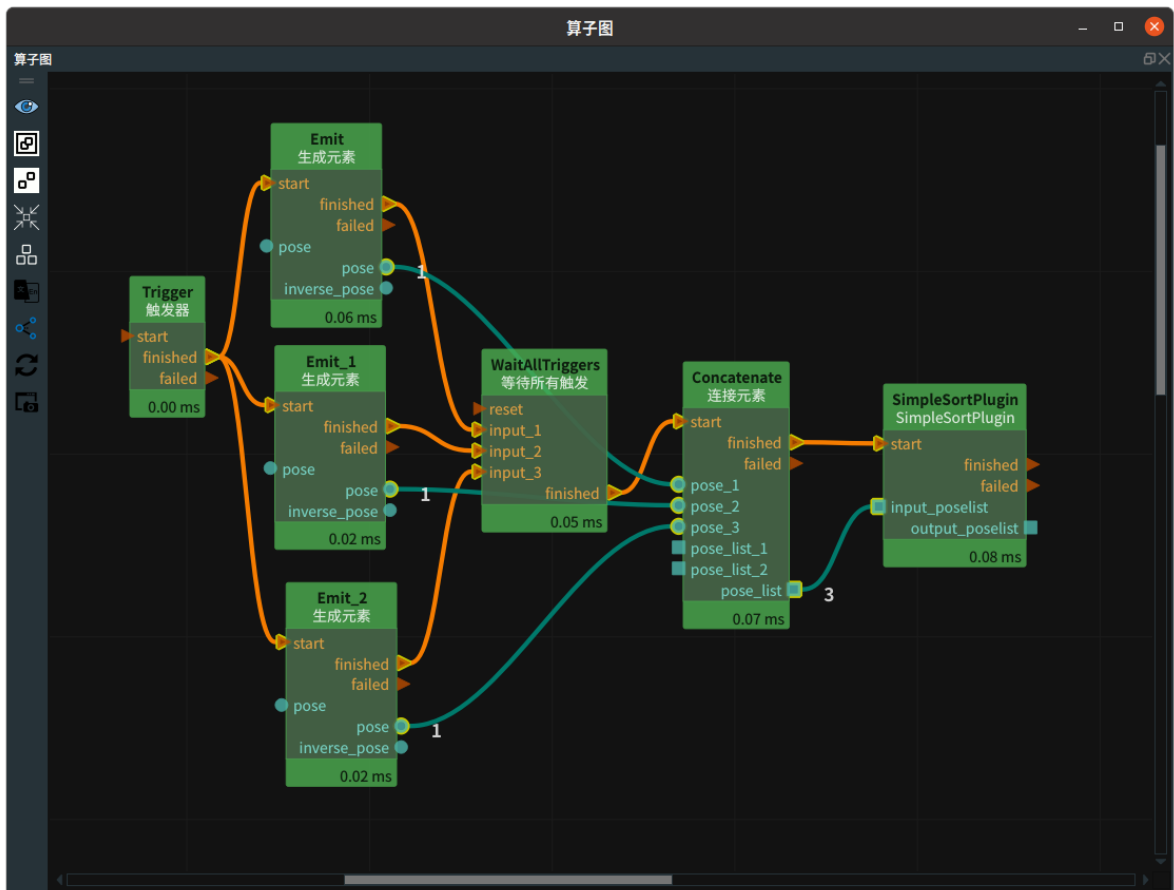 算子图
算子图
Emit
生成元素
start
finished
failed
pose
pose
inverse_pose
0.06 ms
1
Trigger
触发器
start
finished
failed
0.00 ms
Emit_1
生成元素
start
finished
failed
pose
pose
inverse_pose
0.02 ms
1
Emit_2
生成元素
start
finished
failed
pose
pose
inverse_pose
0.02 ms
1
WaitAllTriggers
等待所有触发
reset
input_1
input_2
input_3
finished
0.05 ms
Concatenate
连接元素
start
finished
failed
pose_1
pose_2
pose_3
pose_list_1
pose_list_2
pose_list
0.07 ms
3
SimpleSortPlugin
SimpleSortPlugin
start
finished
failed
input_poselist
output_poselist
0.08 ms